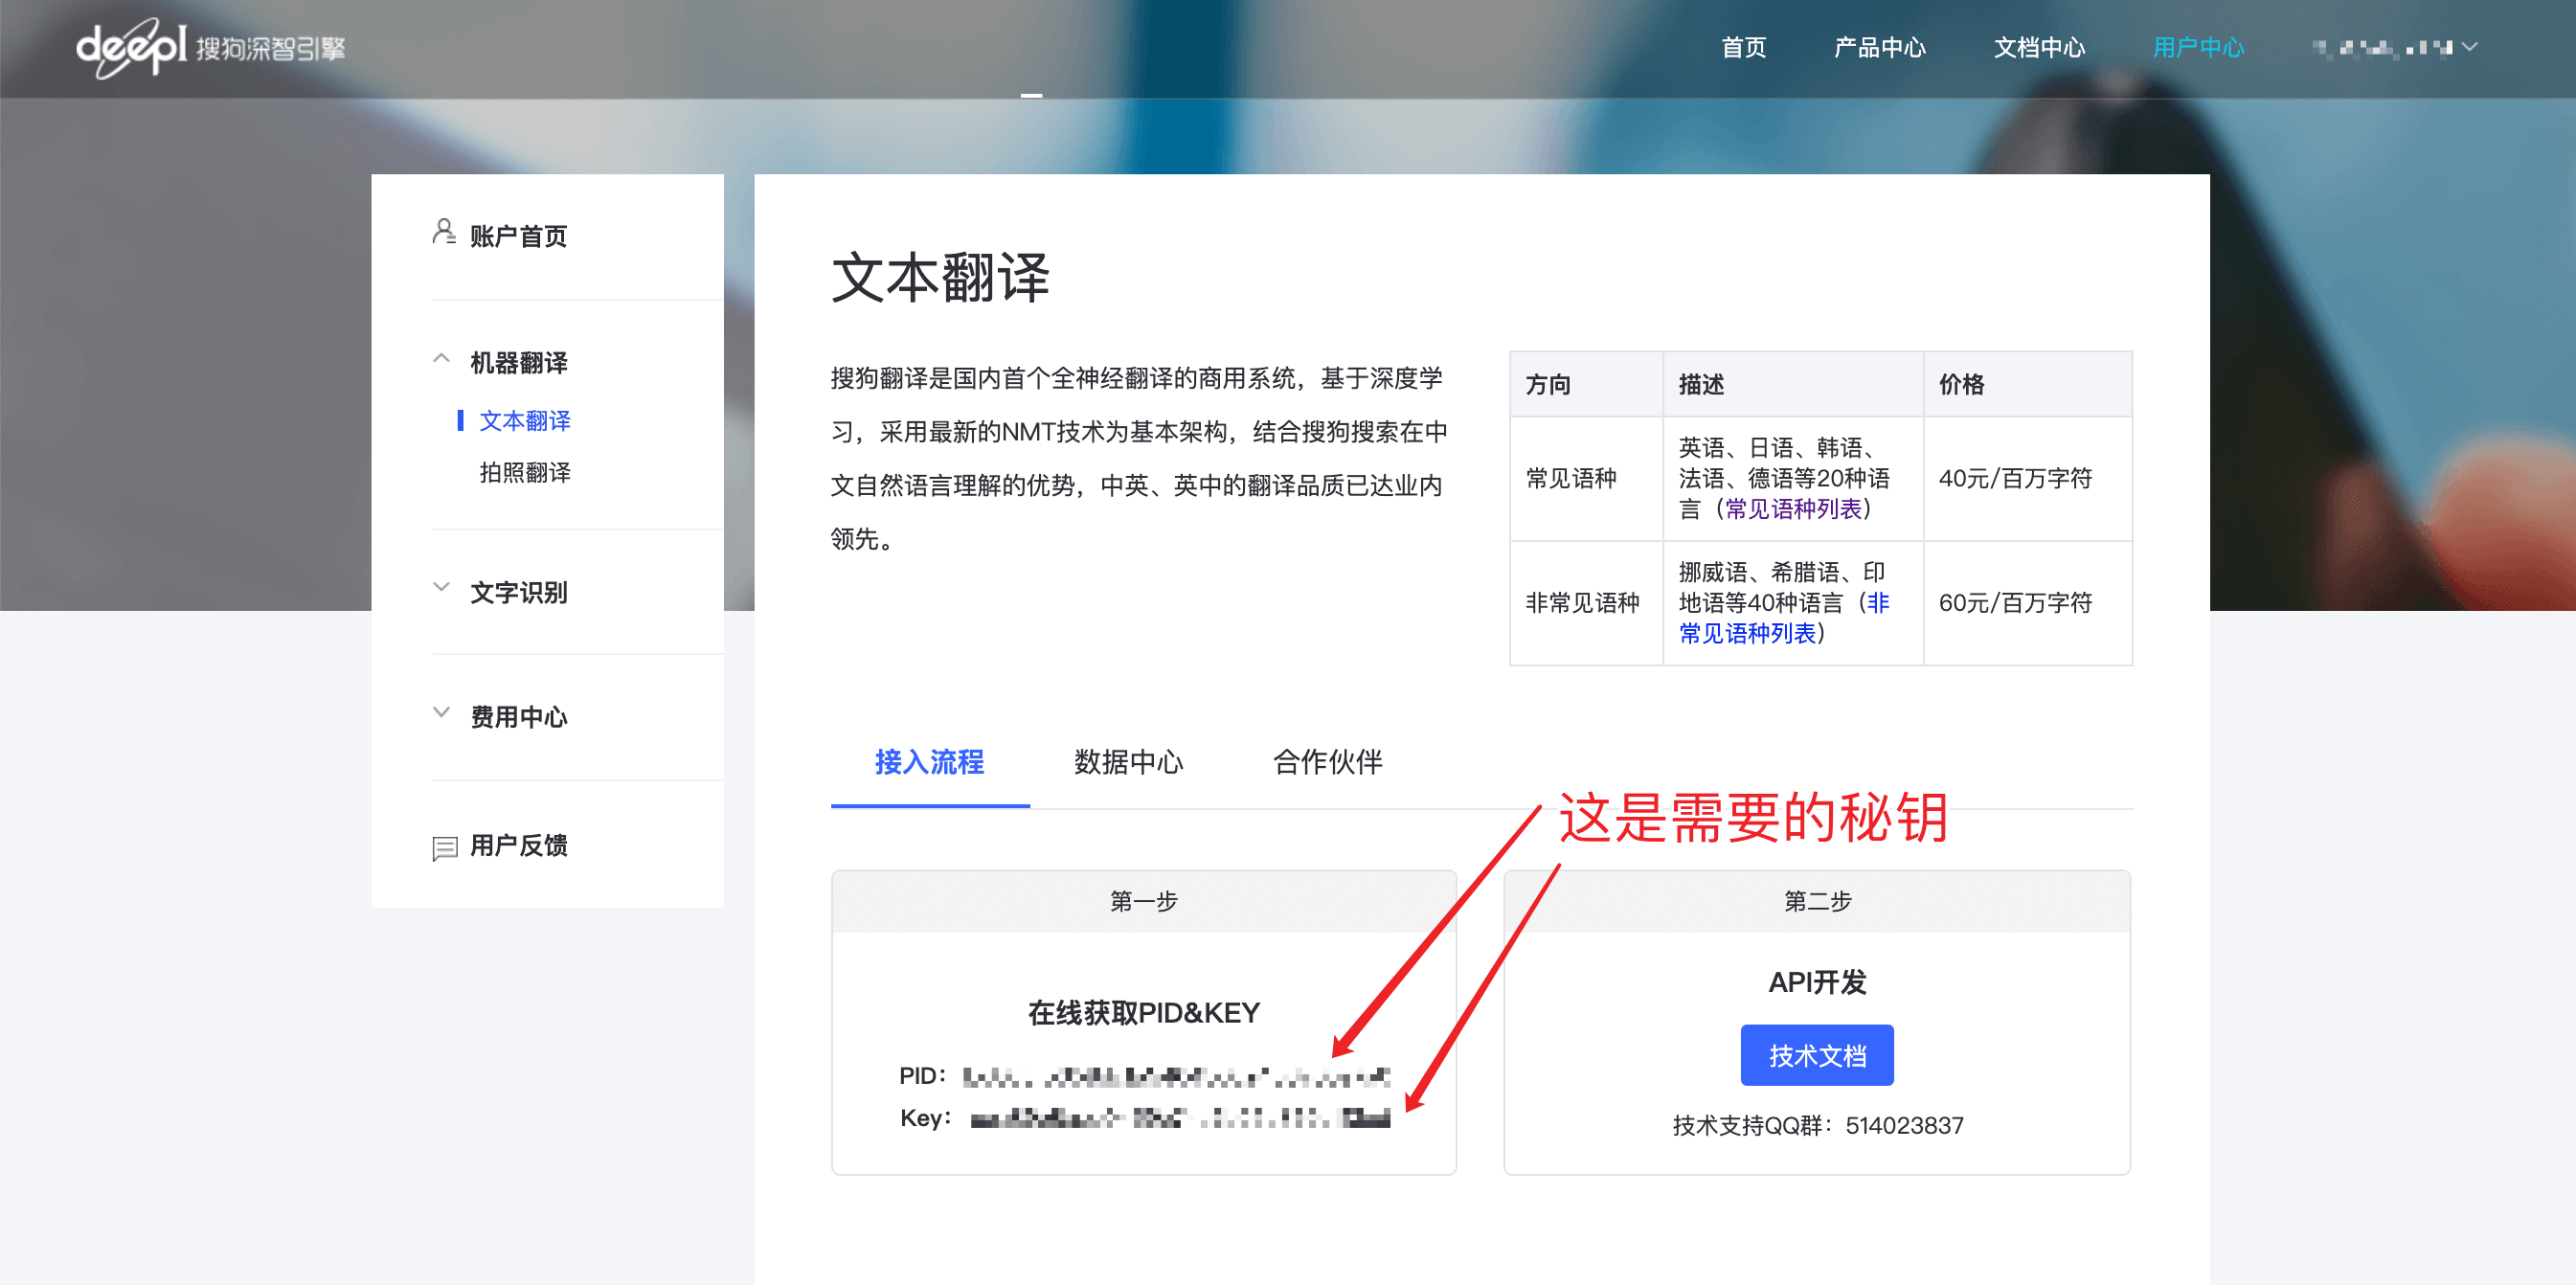 deepI 搜狗深智引擎
首页 产品中心 文档中心 用户中心
账户首页
机器翻译
文本翻译
拍照翻译
文字识别
费用中心
用户反馈
文本翻译
搜狗翻译是国内首个全神经翻译的商用系统，基于深度学
习，采用最新的NMT技术为基本架构，结合搜狗搜索在中
文自然语言理解的优势，中英、英中的翻译品质已达业内
领先。
方向 描述 价格
常见语种
英语、日语、韩语、
法语、德语等20种语
言（常见语种列表）
40元/百万字符
非常见语种
挪威语、希腊语、印
地语等40种语言（非
常见语种列表）
60元/百万字符
接入流程 数据中心 合作伙伴
这是需要的秘钥
第一步
在线获取PID&KEY
PID：
Key：
第二步
API开发
技术文档
技术支持QQ群：514023837